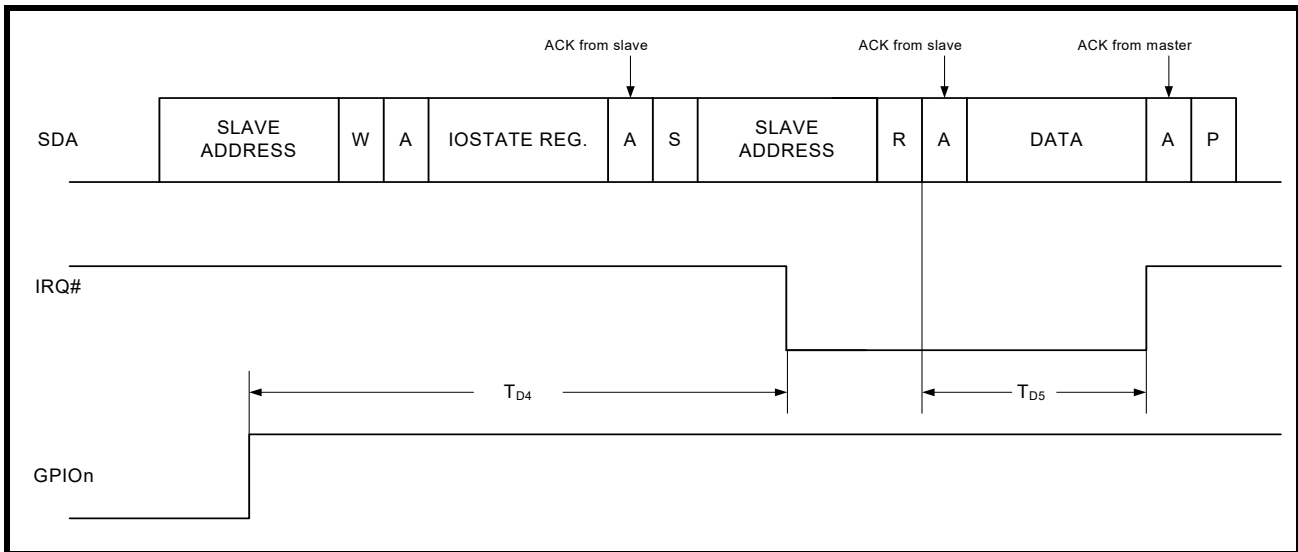 ACK from slave
ACK from slave
ACK from master
SDA
SLAVE
ADDRESS
W
A
IOSTATE REG.
A
S
SLAVE
ADDRESS
R
A
DATA
A
P
IRQ#
TD4
TD5
GPIOn